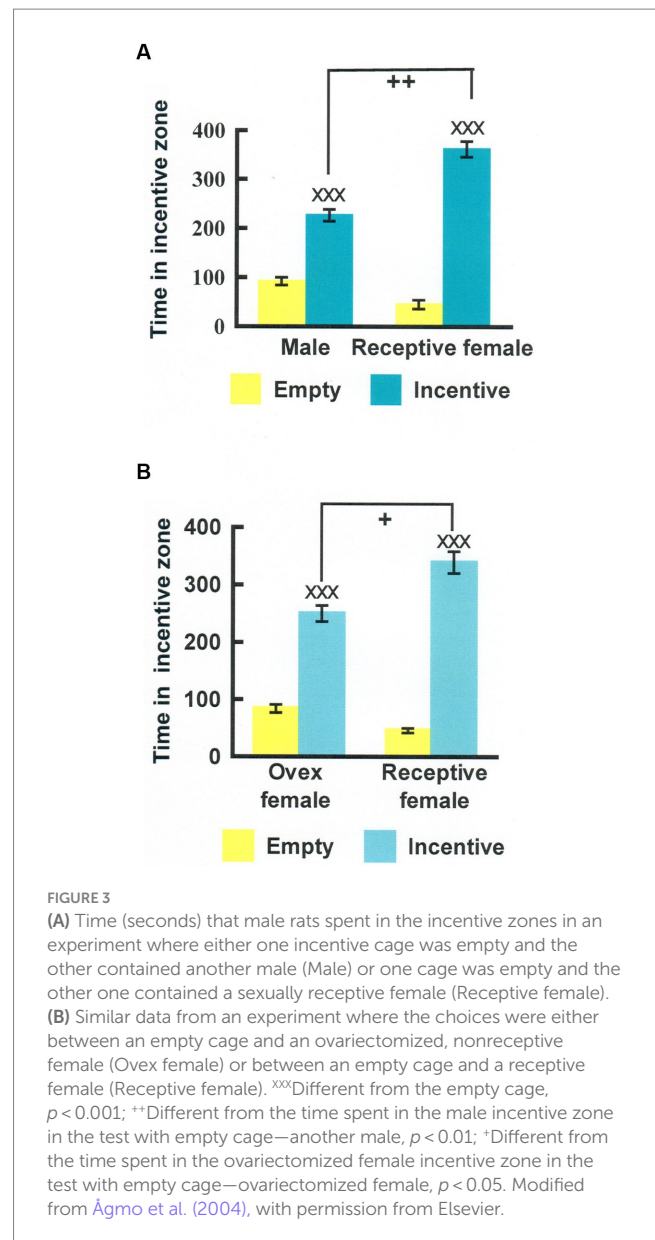 A
++
XXX
XXX
Time in incentive zone
400
300
200
100
0
Male Receptive female
Empty Incentive
B
+
XXX
XXX
Time in incentive zone
400
300
200
100
0
Ovex female
Receptive female
Empty Incentive
FIGURE 3
(A) Time (seconds) that male rats spent in the incentive zones in an
experiment where either one incentive cage was empty and the
other contained another male (Male) or one cage was empty and the
other one contained a sexually receptive female (Receptive female).
(B) Similar data from an experiment where the choices were either
between an empty cage and an ovariectomized, nonreceptive
female (Ovex female) or between an empty cage and a receptive
female (Receptive female). ˣˣˣDifferent from the empty cage,
p < 0.001; ⁺⁺Different from the time spent in the male incentive zone
in the test with empty cage—another male, p < 0.01; ⁺Different from
the time spent in the ovariectomized female incentive zone in the
test with empty cage—ovariectomized female, p < 0.05. Modified
from Ågmo et al. (2004), with permission from Elsevier.